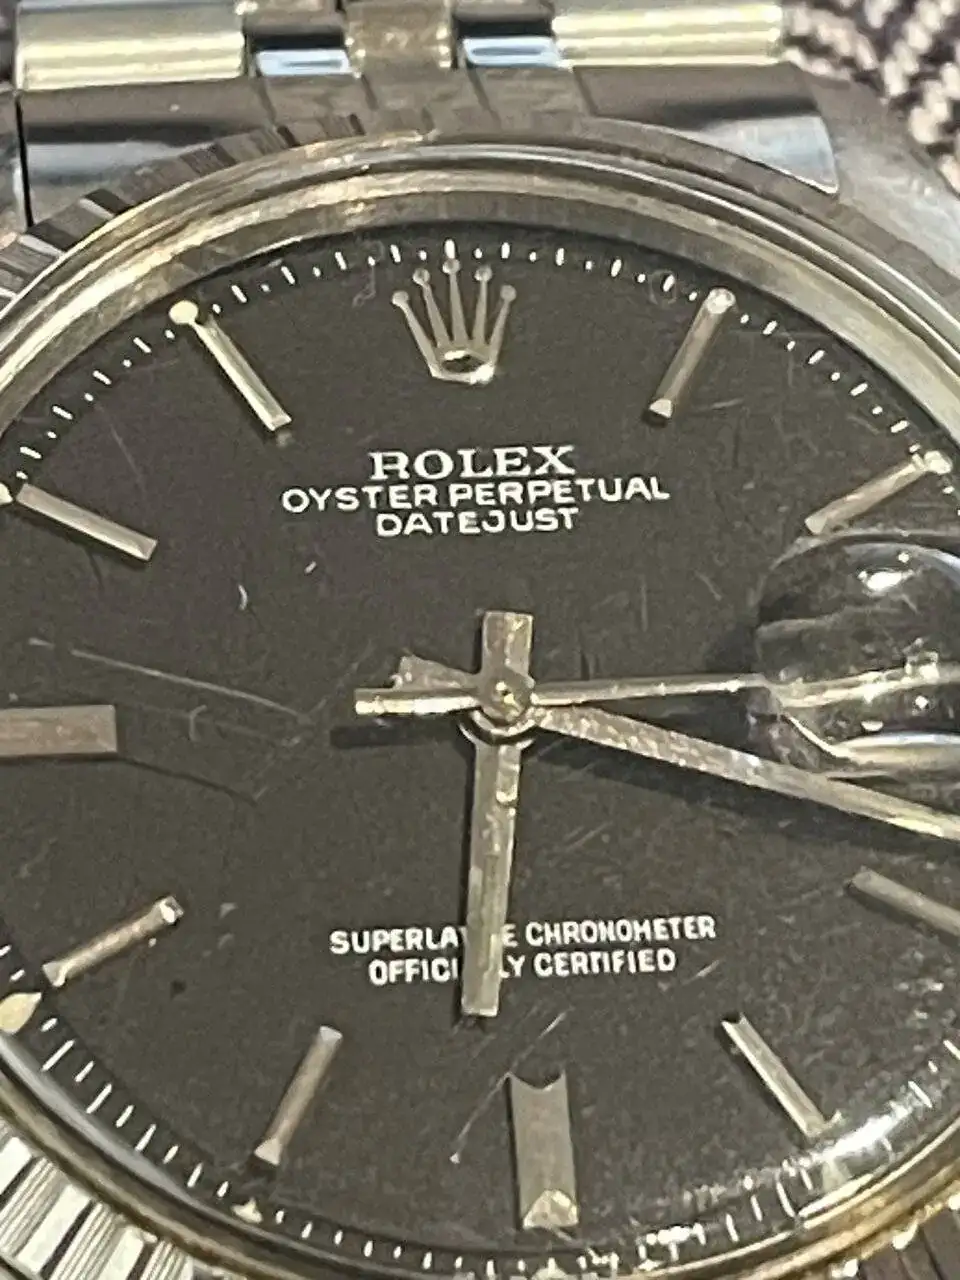 ROLEX
OYSTER PERPETUAL
DATEJUST
CHRONOMETER
CERTIFIED